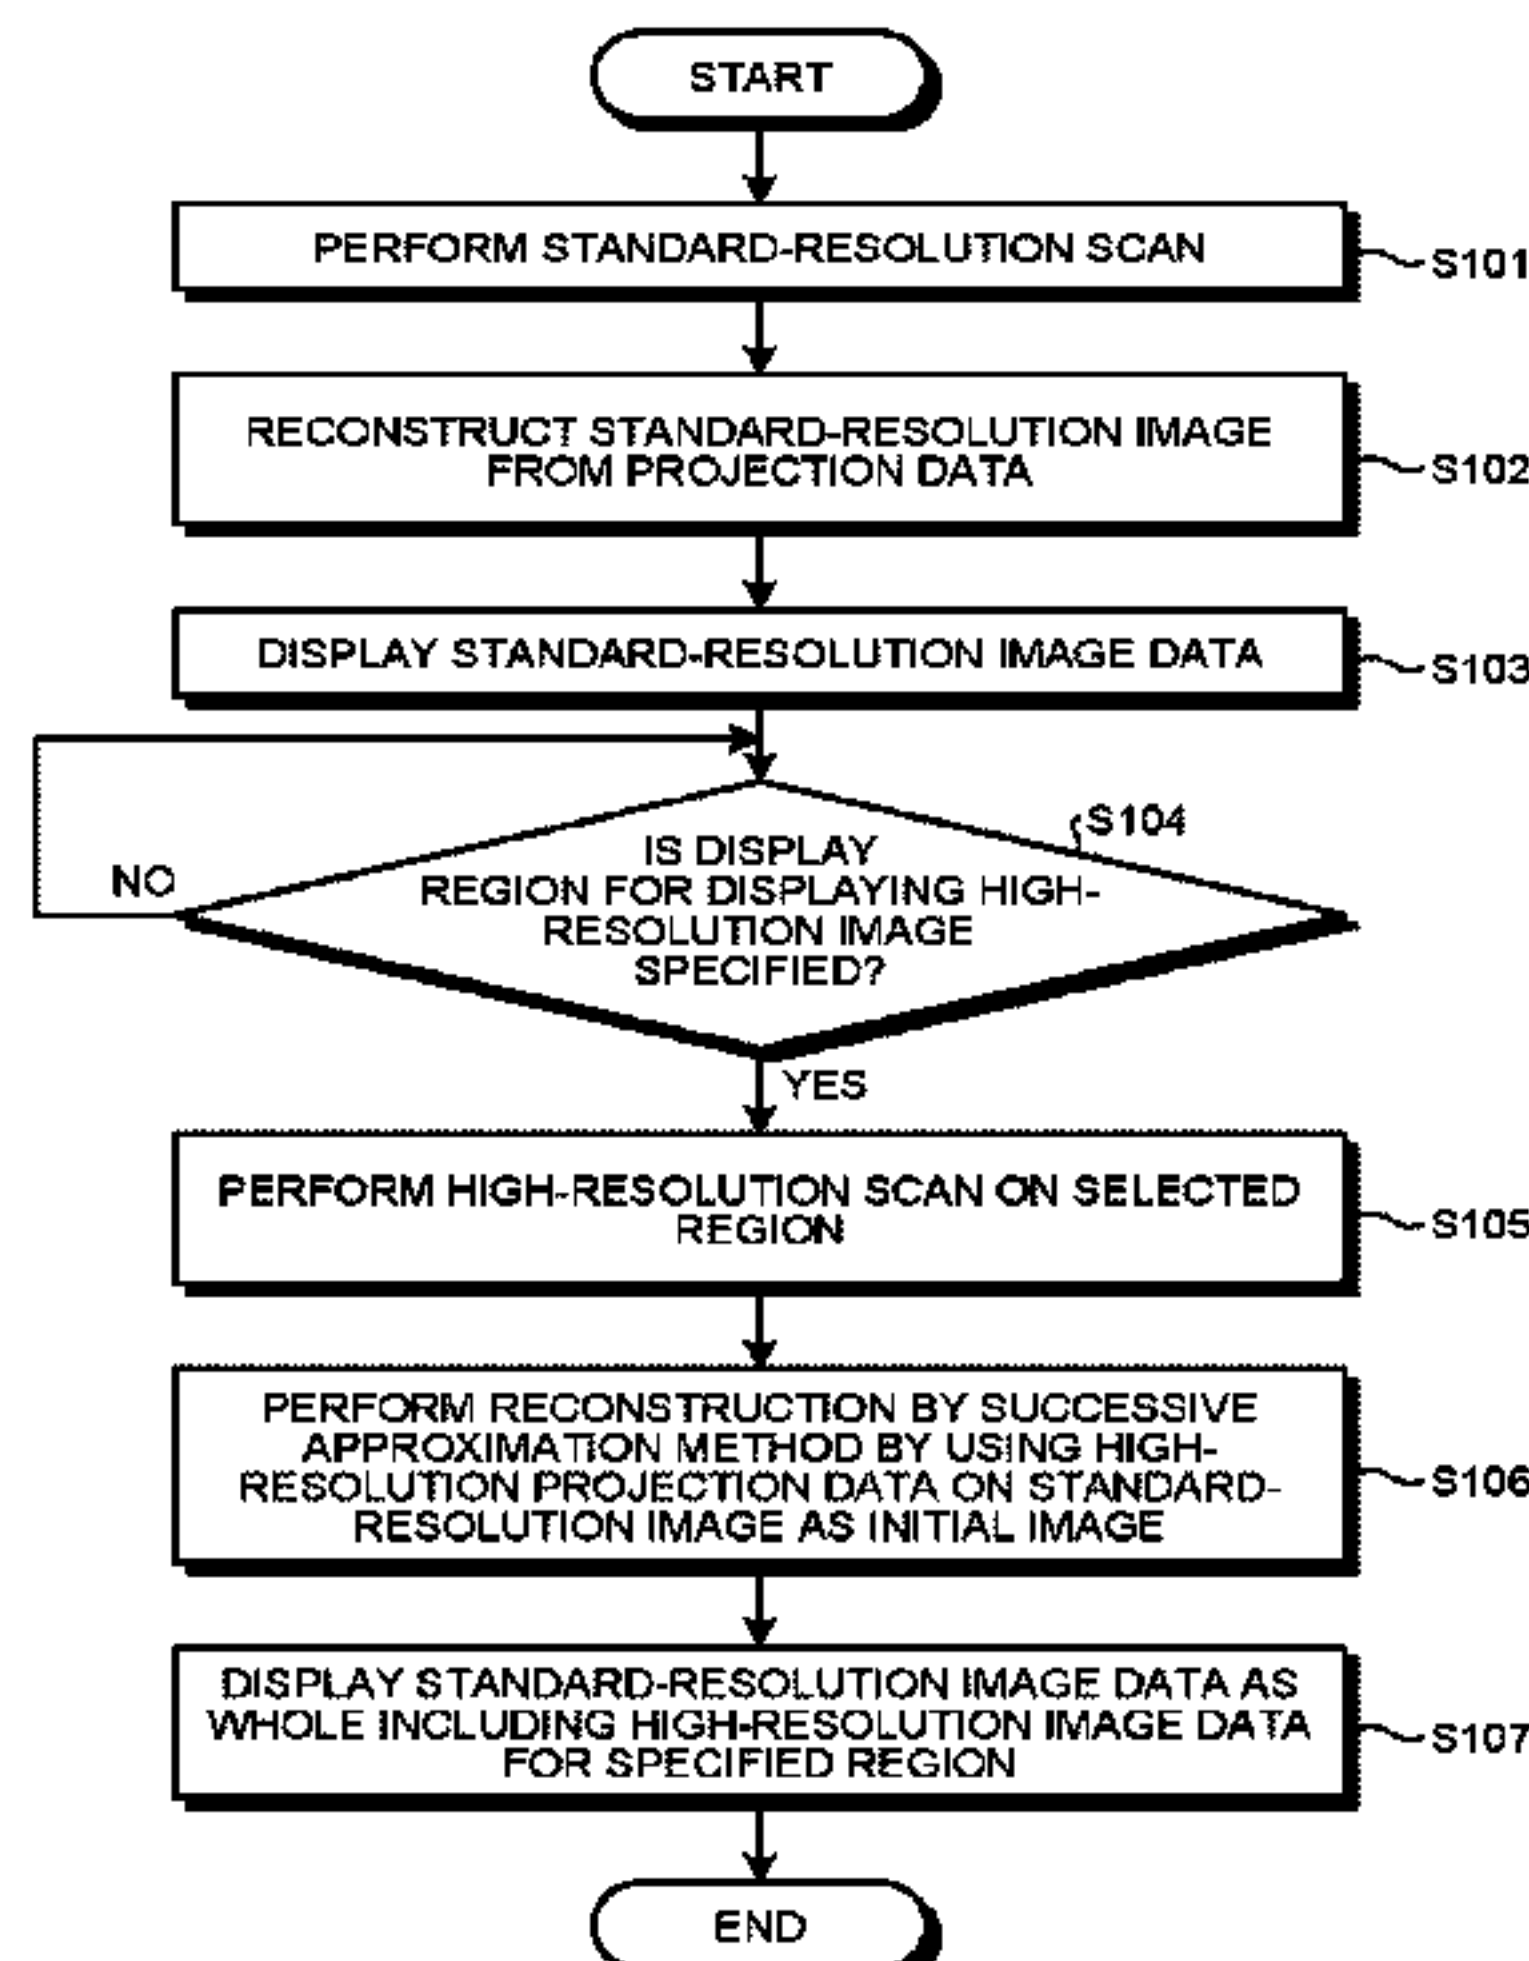 START
PERFORM STANDARD-RESOLUTION SCAN
S101
RECONSTRUCT STANDARD-RESOLUTION IMAGE
FROM PROJECTION DATA
S102
DISPLAY STANDARD-RESOLUTION IMAGE DATA
S103
S104
IS DISPLAY
REGION FOR DISPLAYING HIGH-
RESOLUTION IMAGE
SPECIFIED?
NO
YES
PERFORM HIGH-RESOLUTION SCAN ON SELECTED
REGION
S105
PERFORM RECONSTRUCTION BY SUCCESSIVE
APPROXIMATION METHOD BY USING HIGH-
RESOLUTION PROJECTION DATA ON STANDARD-
RESOLUTION IMAGE AS INITIAL IMAGE
S106
DISPLAY STANDARD-RESOLUTION IMAGE DATA AS
WHOLE INCLUDING HIGH-RESOLUTION IMAGE DATA
FOR SPECIFIED REGION
S107
END